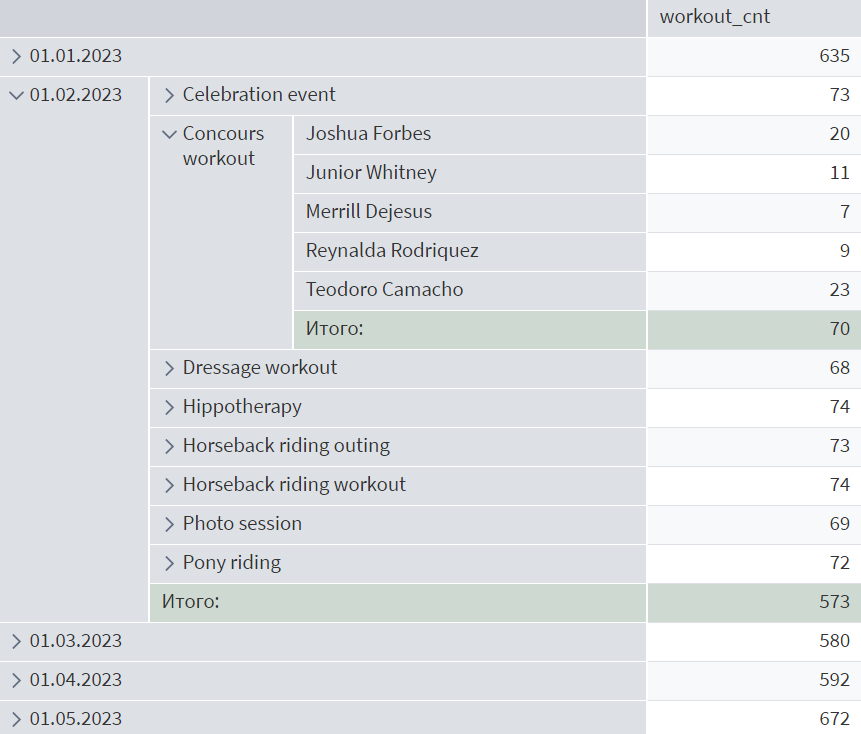 workout_cnt
01.01.2023 635
01.02.2023 Celebration event 73
Concours Joshua Forbes 20
workout
Junior Whitney 11
Merrill Dejesus 7
Reynalda Rodriquez 9
Teodoro Camacho 23
Итого: 70
Dressage workout 68
Hippotherapy 74
Horseback riding outing 73
Horseback riding workout 74
Photo session 69
Pony riding 72
Итого: 573
01.03.2023 580
01.04.2023 592
01.05.2023 672